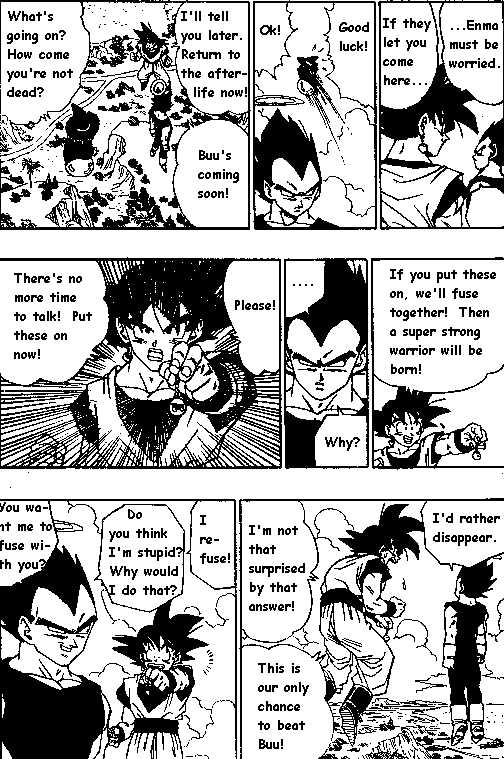 What's
going on?
How come
you're not
dead?
I'll tell
you later.
Return to
the after-
life now!
Buu's
coming
soon!
Ok!
Good
luck!
If they
let you
come
here...
...Enma
must be
worried.
There's no
more time
to talk! Put
these on
now!
Please!
....
Why?
If you put these
on, we'll fuse
together! Then
a super strong
warrior will be
born!
You wa-
nt me to
fuse wi-
th you?
Do
you think
I'm stupid?
Why would
I do that?
I
re-
fuse!
I'm not
that
surprised
by that
answer!
This is
our only
chance
to beat
Buu!
I'd rather
disappear.